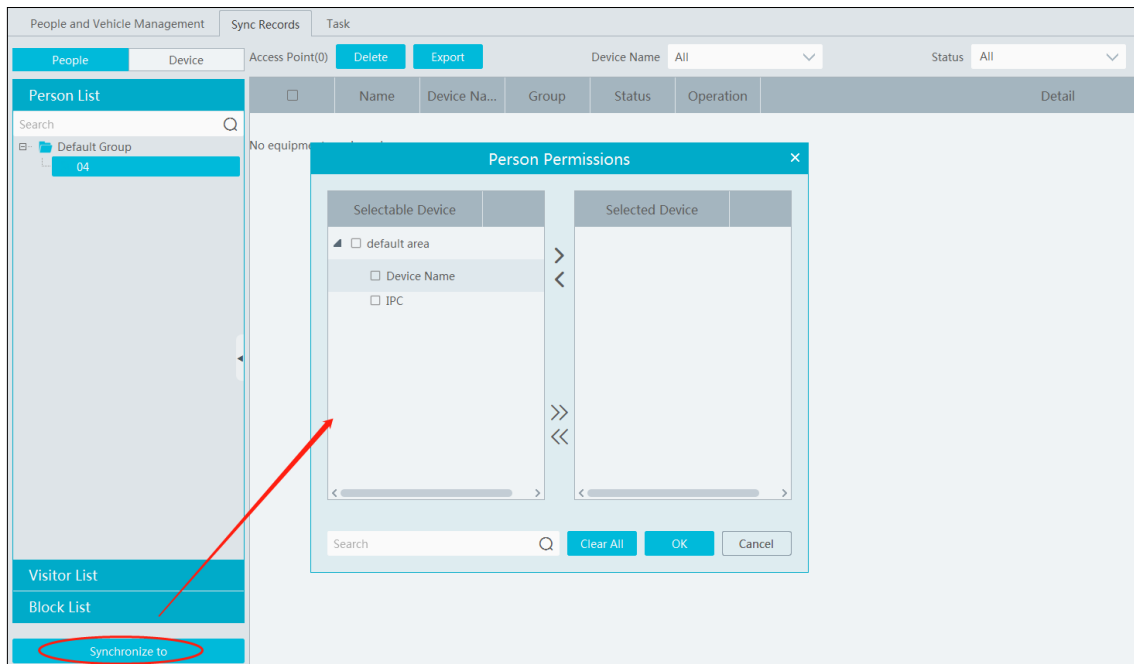 People and Vehicle Management Sync Records Task
People Device Access Point(0) Delete Export Device Name All Status All
Person List Name Device Na... Group Status Operation Detail
Search
Default Group No equipme
04
Person Permissions
Selectable Device Selected Device
default area
Device Name
IPC
Search Clear All OK Cancel
Visitor List
Block List
Synchronize to